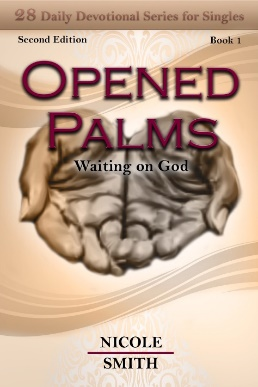 28 Daily Devotional Series for Singles
Second Edition Book 1
OPENED
PALMS
Waiting on God
NICOLE
SMITH